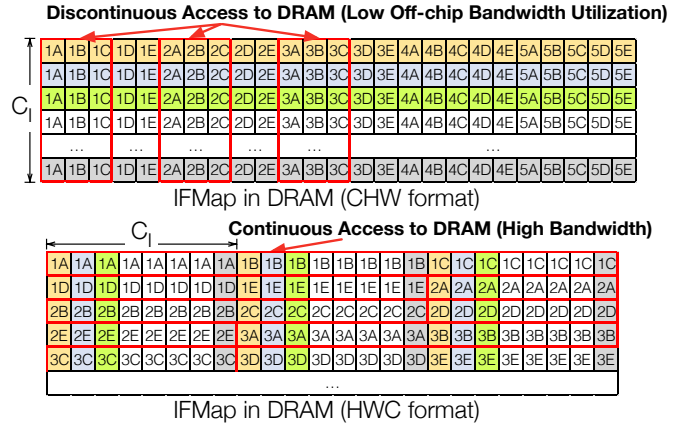 Discontinuous Access to DRAM (Low Off-chip Bandwidth Utilization)
C_I
1A 1B 1C 1D 1E 2A 2B 2C 2D 2E 3A 3B 3C 3D 3E 4A 4B 4C 4D 4E 5A 5B 5C 5D 5E
1A 1B 1C 1D 1E 2A 2B 2C 2D 2E 3A 3B 3C 3D 3E 4A 4B 4C 4D 4E 5A 5B 5C 5D 5E
1A 1B 1C 1D 1E 2A 2B 2C 2D 2E 3A 3B 3C 3D 3E 4A 4B 4C 4D 4E 5A 5B 5C 5D 5E
1A 1B 1C 1D 1E 2A 2B 2C 2D 2E 3A 3B 3C 3D 3E 4A 4B 4C 4D 4E 5A 5B 5C 5D 5E
... ... ... ... ... ...
1A 1B 1C 1D 1E 2A 2B 2C 2D 2E 3A 3B 3C 3D 3E 4A 4B 4C 4D 4E 5A 5B 5C 5D 5E
IFMap in DRAM (CHW format)
C_I Continuous Access to DRAM (High Bandwidth)
1A 1A 1A 1A 1A 1A 1A 1A 1B 1B 1B 1B 1B 1B 1B 1B 1C 1C 1C 1C 1C 1C 1C 1C
1D 1D 1D 1D 1D 1D 1D 1D 1E 1E 1E 1E 1E 1E 1E 1E 2A 2A 2A 2A 2A 2A 2A 2A
2B 2B 2B 2B 2B 2B 2B 2B 2C 2C 2C 2C 2C 2C 2C 2C 2D 2D 2D 2D 2D 2D 2D 2D
2E 2E 2E 2E 2E 2E 2E 2E 3A 3A 3A 3A 3A 3A 3A 3A 3B 3B 3B 3B 3B 3B 3B 3B
3C 3C 3C 3C 3C 3C 3C 3C 3D 3D 3D 3D 3D 3D 3D 3D 3E 3E 3E 3E 3E 3E 3E 3E
...
IFMap in DRAM (HWC format)